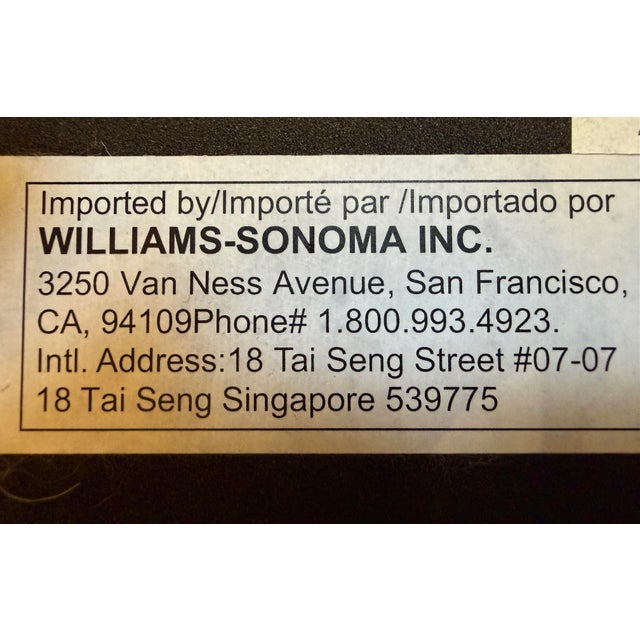 Imported by/Importé par /Importado por
WILLIAMS-SONOMA INC.
3250 Van Ness Avenue, San Francisco,
CA, 94109Phone# 1.800.993.4923.
Intl. Address:18 Tai Seng Street #07-07
18 Tai Seng Singapore 539775